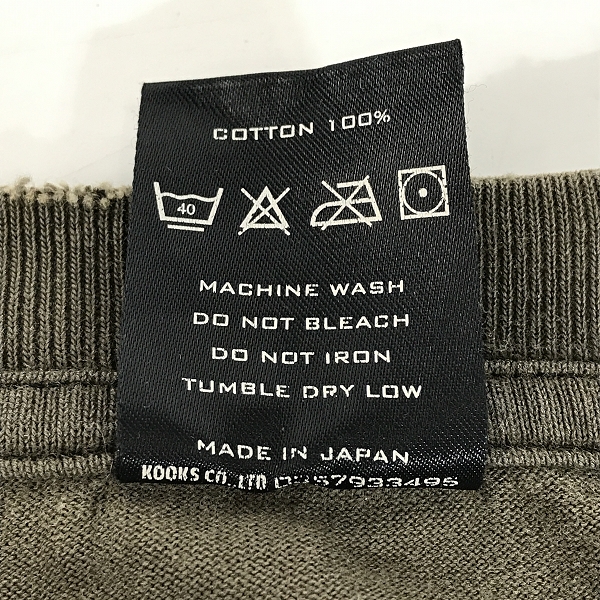 COTTON 100%
40
MACHINE WASH
DO NOT BLEACH
DO NOT IRON
TUMBLE DRY LOW
MADE IN JAPAN
KOOKS CO.,LTD